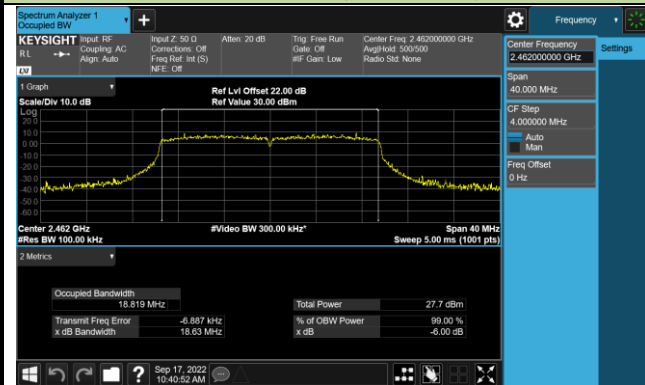 Spectrum Analyzer 1
Occupied BW
+
Frequency
KEYSIGHT
Input: RF
Coupling: AC
Align: Auto
Input Z: 50 Ω
Corrections: Off
Freq Ref: Int (S)
NFE: Off
Atten: 20 dB
Trig: Free Run
Gate: Off
#IF Gain: Low
Center Freq: 2.462000000 GHz
Avg|Hold: 500/500
Radio Std: None
RL
LXI
Center Frequency
2.462000000 GHz
Settings
Span
40.000 MHz
CF Step
4.000000 MHz
Auto
Man
Freq Offset
0 Hz
1 Graph
Scale/Div 10.0 dB
Ref Lvl Offset 22.00 dB
Ref Value 30.00 dBm
Log
20.0
10.0
0.00
-10.0
-20.0
-30.0
-40.0
-50.0
-60.0
Center 2.462 GHz
#Video BW 300.00 kHz*
Span 40 MHz
#Res BW 100.00 kHz
Sweep 5.00 ms (1001 pts)
2 Metrics
Occupied Bandwidth
18.819 MHz
Total Power 27.7 dBm
Transmit Freq Error -6.887 kHz
% of OBW Power 99.00 %
x dB Bandwidth 18.63 MHz
x dB -6.00 dB
?
Sep 17, 2022
10:40:52 AM